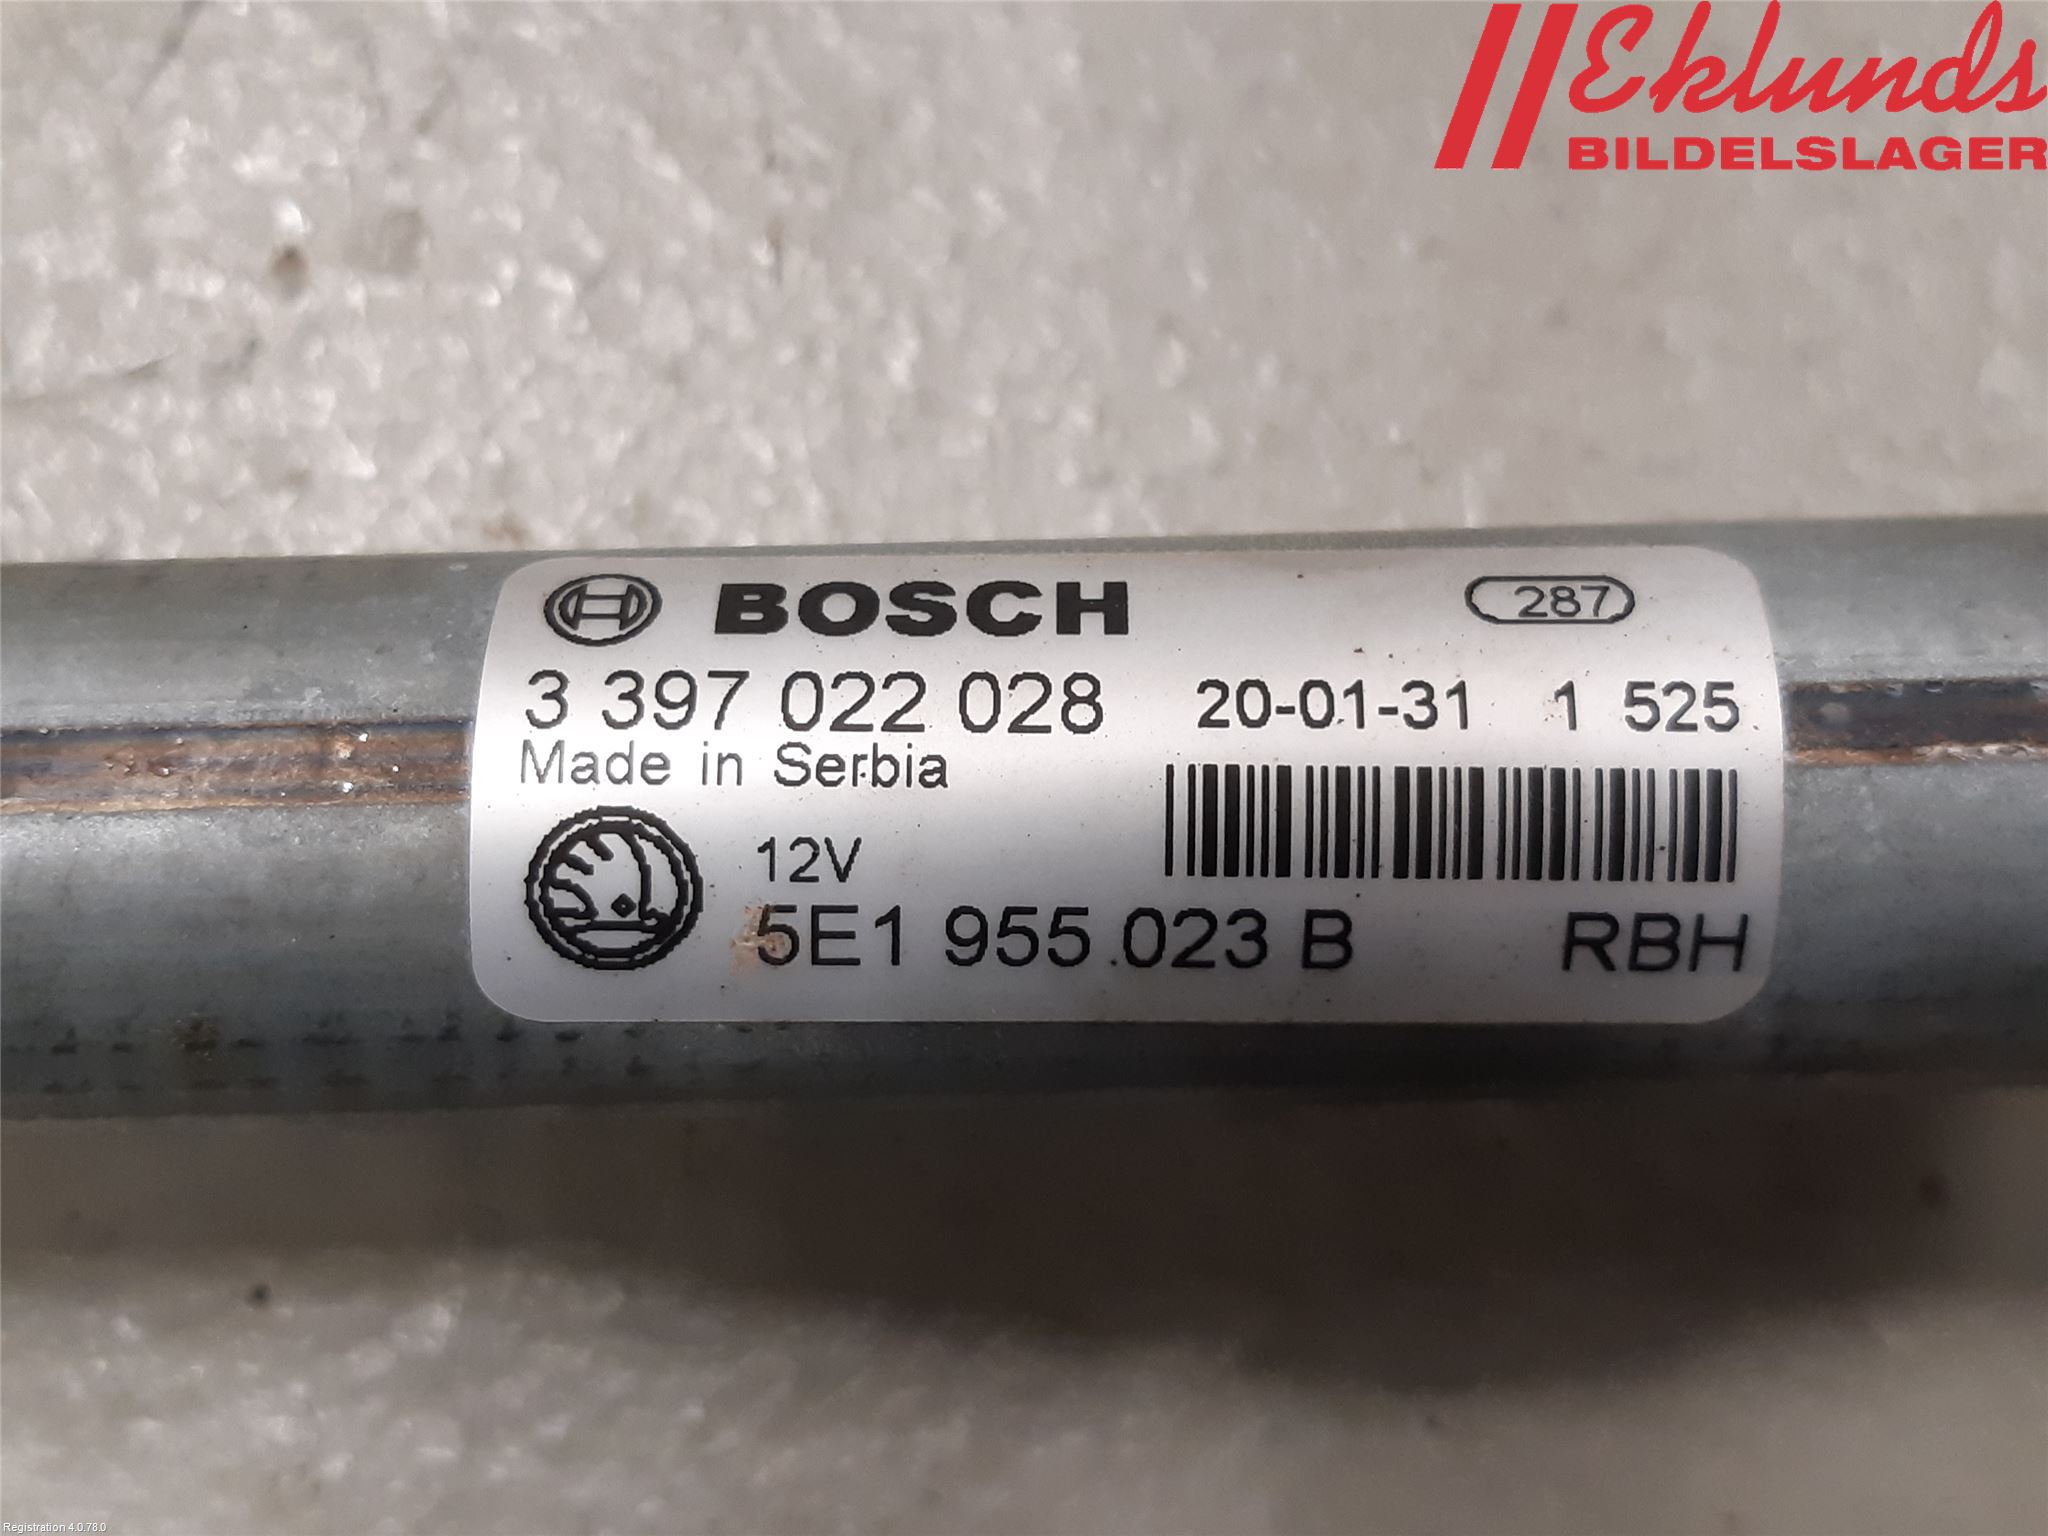 Eklunds
BILDELSLAGER
BOSCH 287
3 397 022 028 20-01-31 1 525
Made in Serbia
12V
5E1 955 023 B RBH
Registration 4.0.78.0